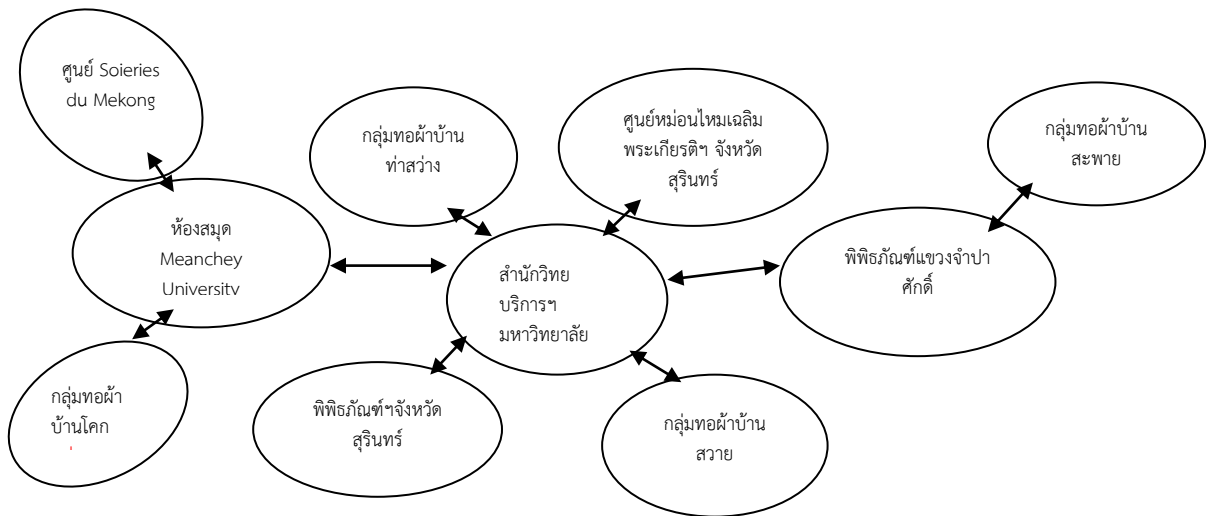 ศูนย์ Soieries
du Mekong
กลุ่มทอผ้าบ้าน
ท่าสว่าง
ศูนย์หม่อนไหมเฉลิม
พระเกียรติฯ จังหวัด
สุรินทร์
กลุ่มทอผ้าบ้าน
สะพาย
ห้องสมุด
Meanchey
University
สำนักวิทย
บริการฯ
มหาวิทยาลัย
พิพิธภัณฑ์แขวงจำปา
ศักดิ์
กลุ่มทอผ้า
บ้านโคก
พิพิธภัณฑ์ฯจังหวัด
สุรินทร์
กลุ่มทอผ้าบ้าน
สวาย